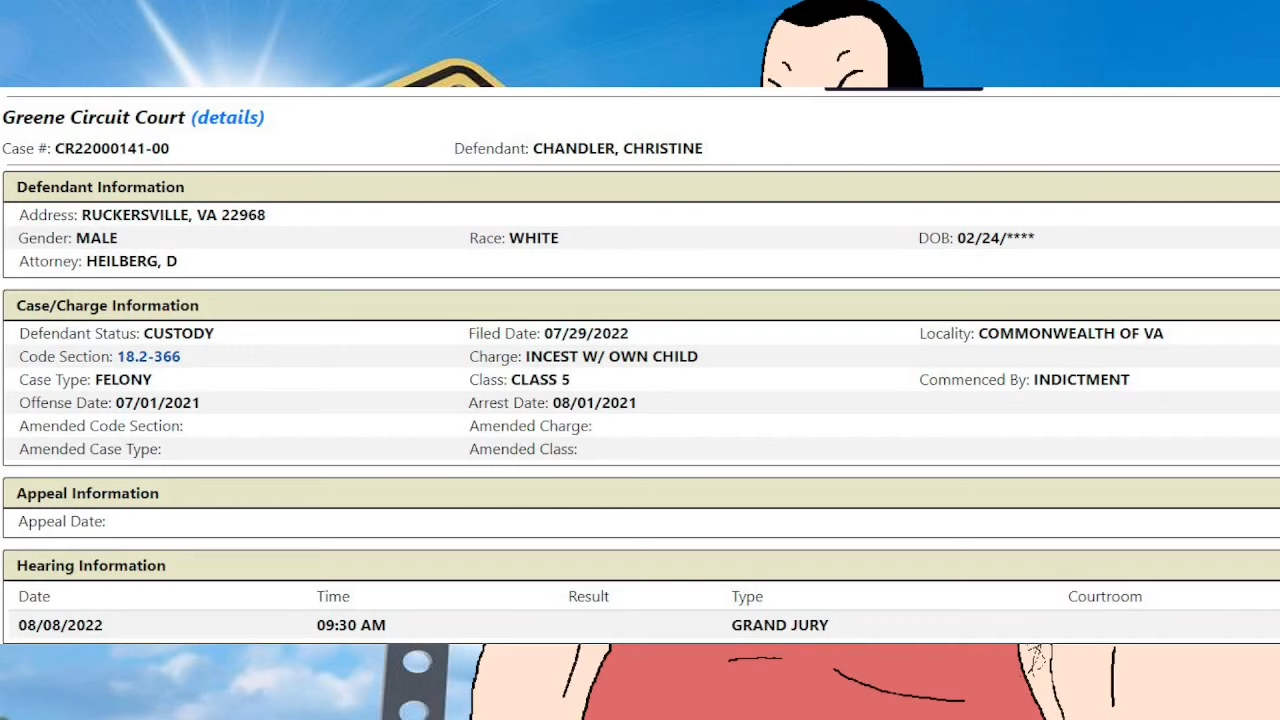 Greene Circuit Court (details)
Case #: CR22000141-00 Defendant: CHANDLER, CHRISTINE
Defendant Information
Address: RUCKERSVILLE, VA 22968
Gender: MALE Race: WHITE DOB: 02/24/****
Attorney: HEILBERG, D
Case/Charge Information
Defendant Status: CUSTODY Filed Date: 07/29/2022 Locality: COMMONWEALTH OF VA
Code Section: 18.2-366 Charge: INCEST W/ OWN CHILD
Case Type: FELONY Class: CLASS 5 Commenced By: INDICTMENT
Offense Date: 07/01/2021 Arrest Date: 08/01/2021
Amended Code Section: Amended Charge:
Amended Case Type: Amended Class:
Appeal Information
Appeal Date:
Hearing Information
Date Time Result Type Courtroom
08/08/2022 09:30 AM GRAND JURY